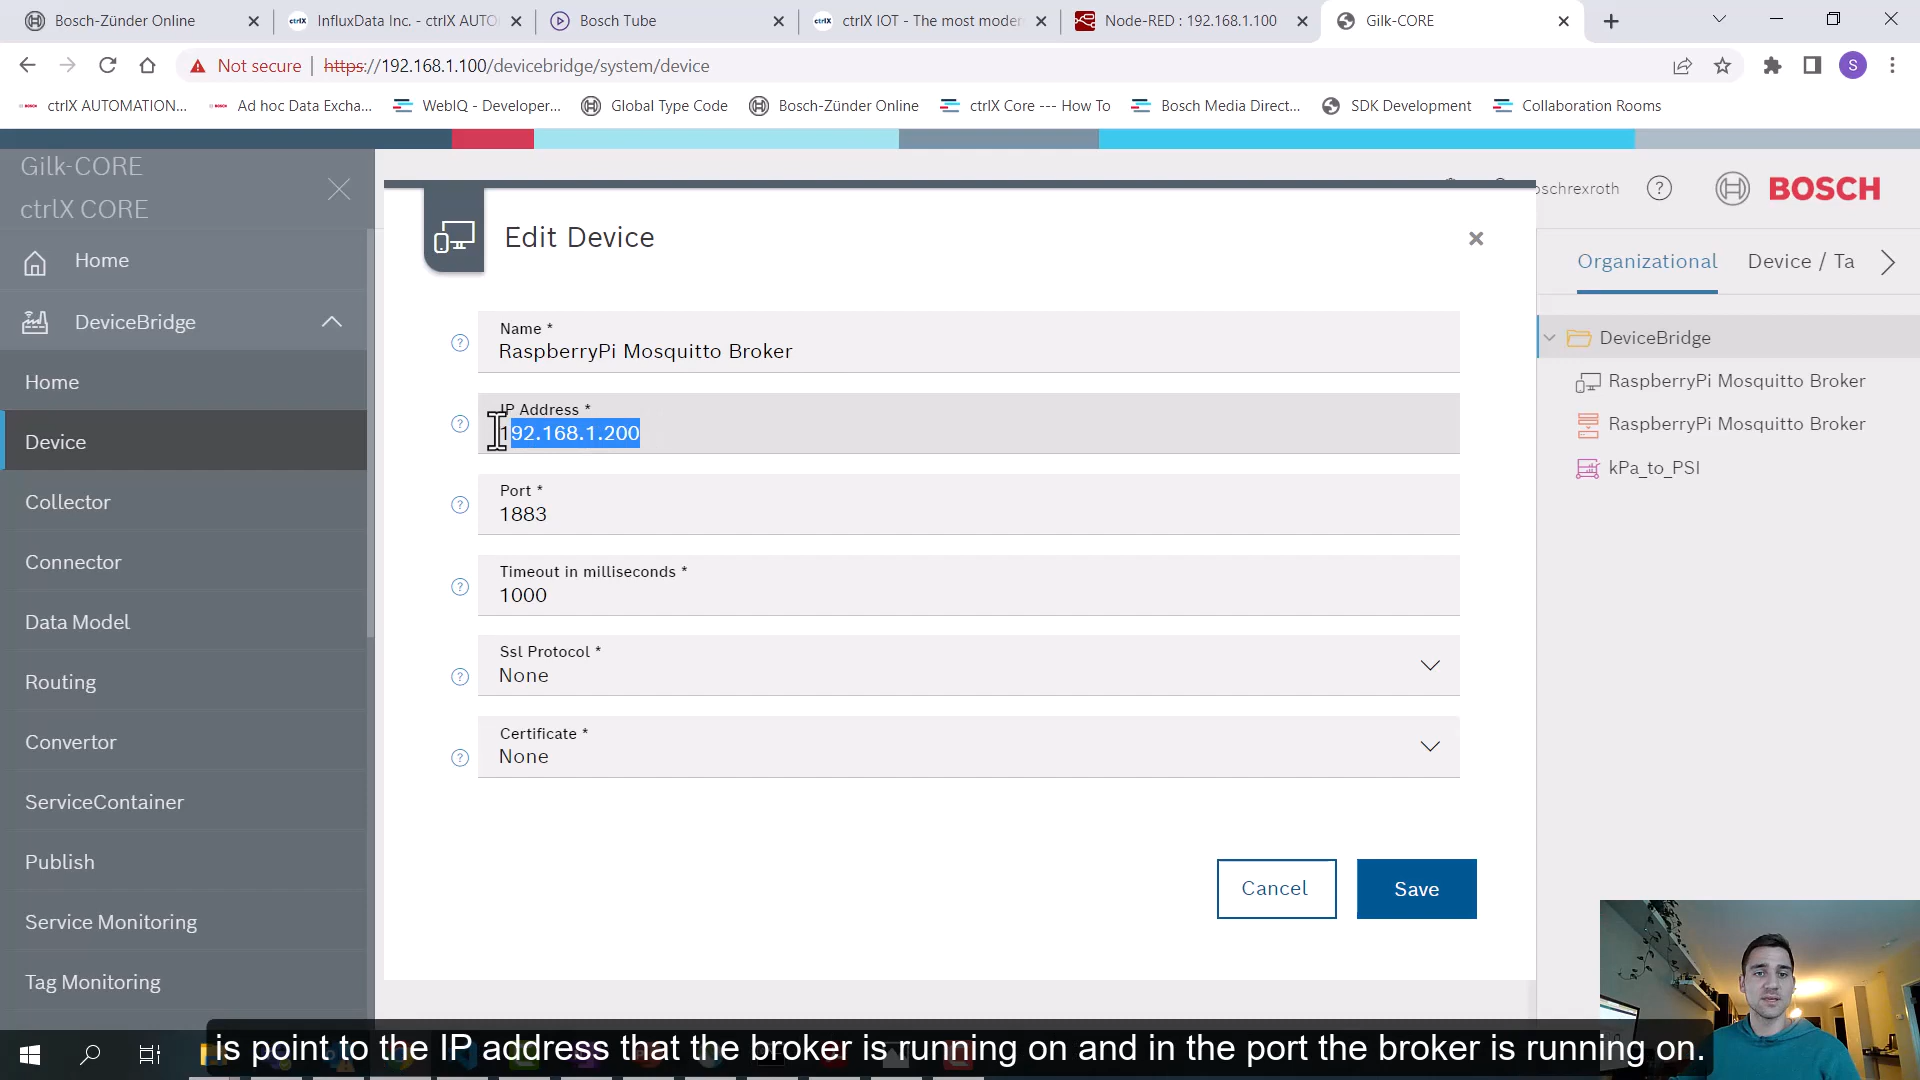 Bosch-Zünder Online
InfluxData Inc. - ctrlX AUTO
Bosch Tube
ctrlX IOT - The most moder
Node-RED : 192.168.1.100
Gilk-CORE
Not secure
https://192.168.1.100/devicebridge/system/device
S
ctrlX AUTOMATION...
Ad hoc Data Excha...
WebIQ - Developer...
Global Type Code
Bosch-Zünder Online
ctrlX Core --- How To
Bosch Media Direct...
SDK Development
Collaboration Rooms
Gilk-CORE
ctrlX CORE
Home
DeviceBridge
Home
Device
Collector
Connector
Data Model
Routing
Convertor
ServiceContainer
Publish
Service Monitoring
Tag Monitoring
Edit Device
Name *
RaspberryPi Mosquitto Broker
IP Address *
192.168.1.200
Port *
1883
Timeout in milliseconds *
1000
Ssl Protocol *
None
Certificate *
None
Cancel
Save
oschrexroth
BOSCH
Organizational
Device / Ta
DeviceBridge
RaspberryPi Mosquitto Broker
RaspberryPi Mosquitto Broker
kPa_to_PSI
is point to the IP address that the broker is running on and in the port the broker is running on.